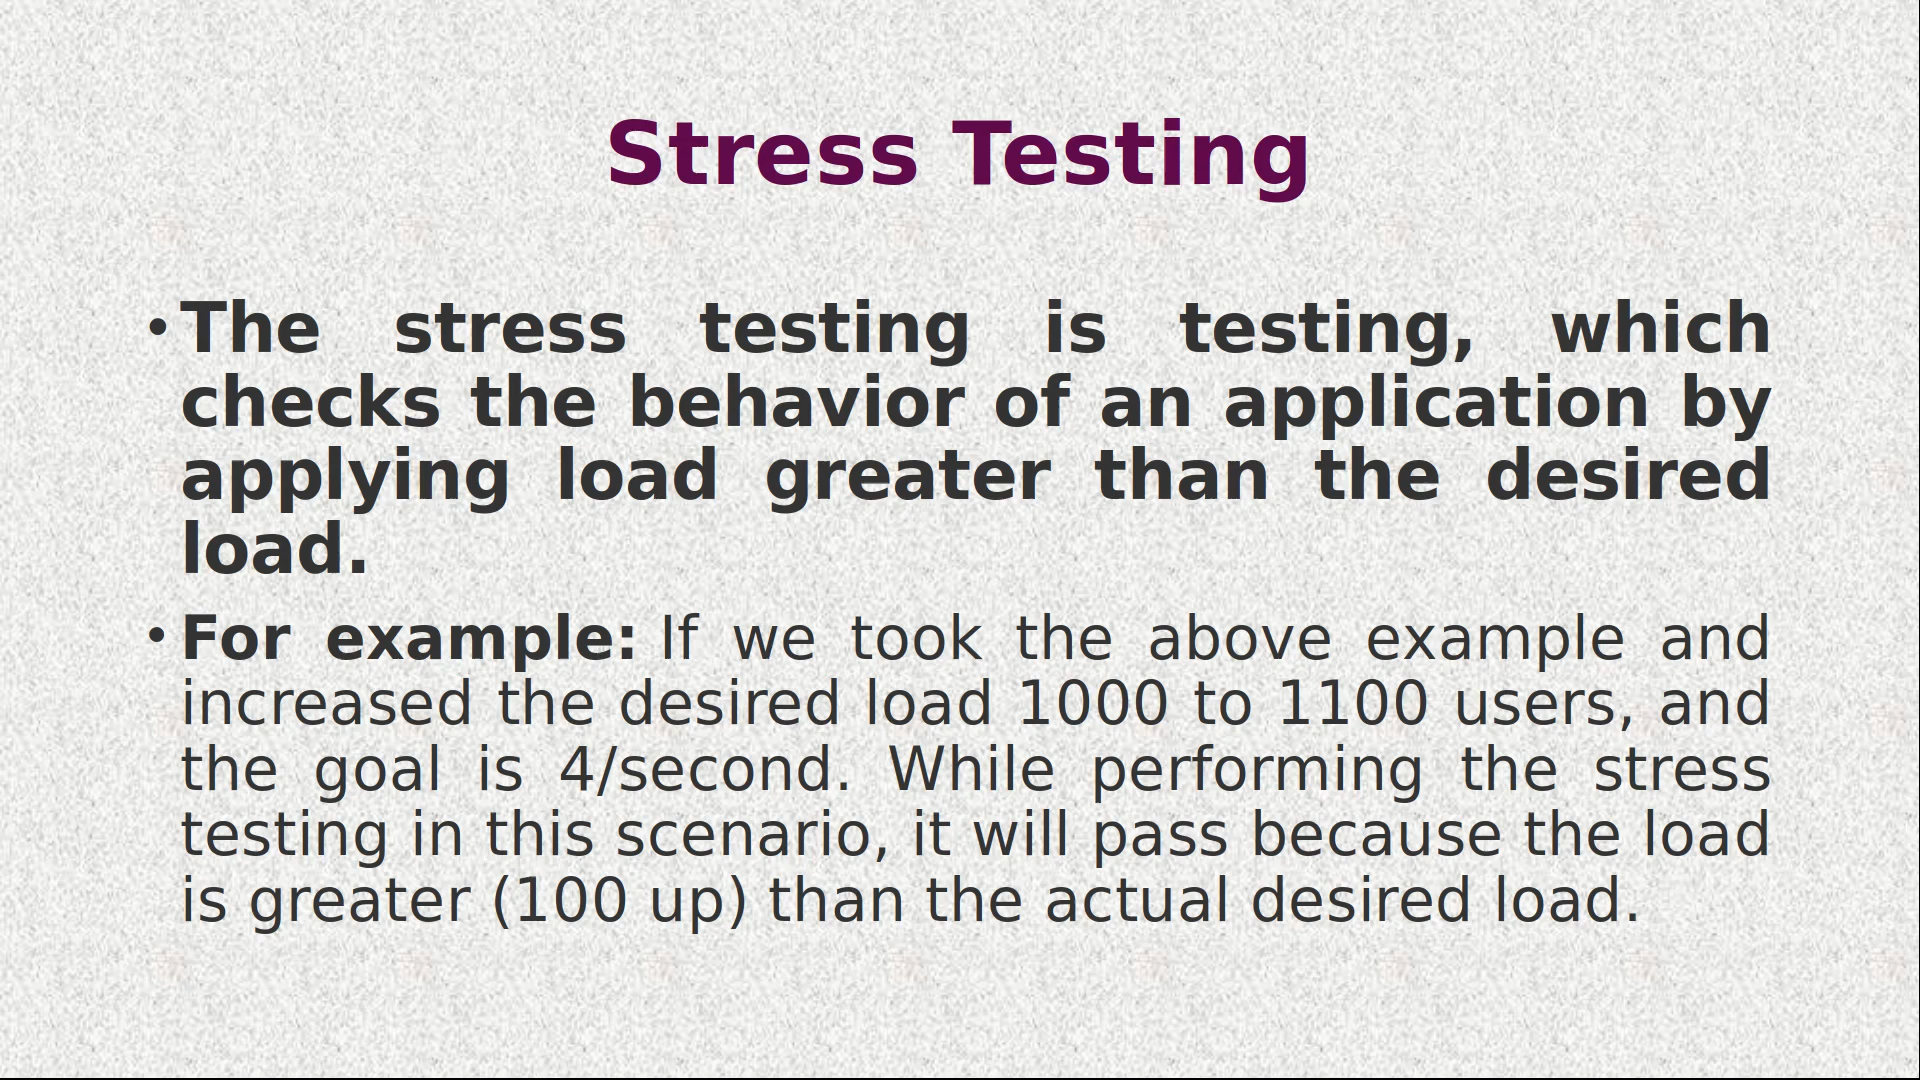 Stress Testing
• The stress testing is testing, which
checks the behavior of an application by
applying load greater than the desired
load.
• For example: If we took the above example and
increased the desired load 1000 to 1100 users, and
the goal is 4/second. While performing the stress
testing in this scenario, it will pass because the load
is greater (100 up) than the actual desired load.